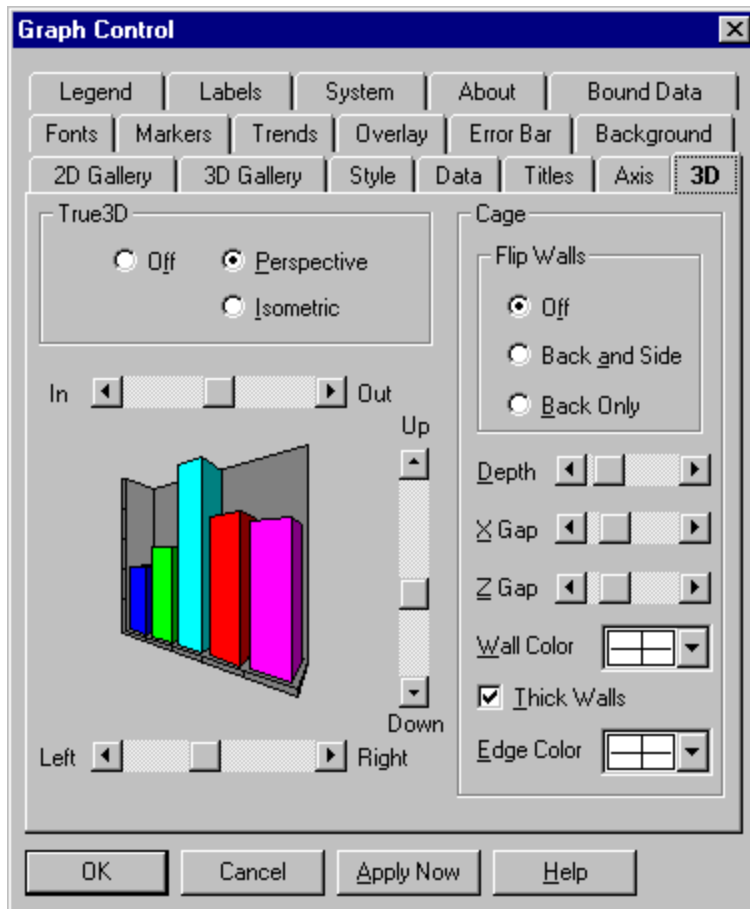 Graph Control
Legend Labels System About Bound Data
Fonts Markers Trends Overlay Error Bar Background
2D Gallery 3D Gallery Style Data Titles Axis 3D
True3D
Off Perspective
Isometric
In Out
Up
Down
Left Right
Cage
Flip Walls
Off
Back and Side
Back Only
Depth
X Gap
Z Gap
Wall Color
Thick Walls
Edge Color
OK Cancel Apply Now Help